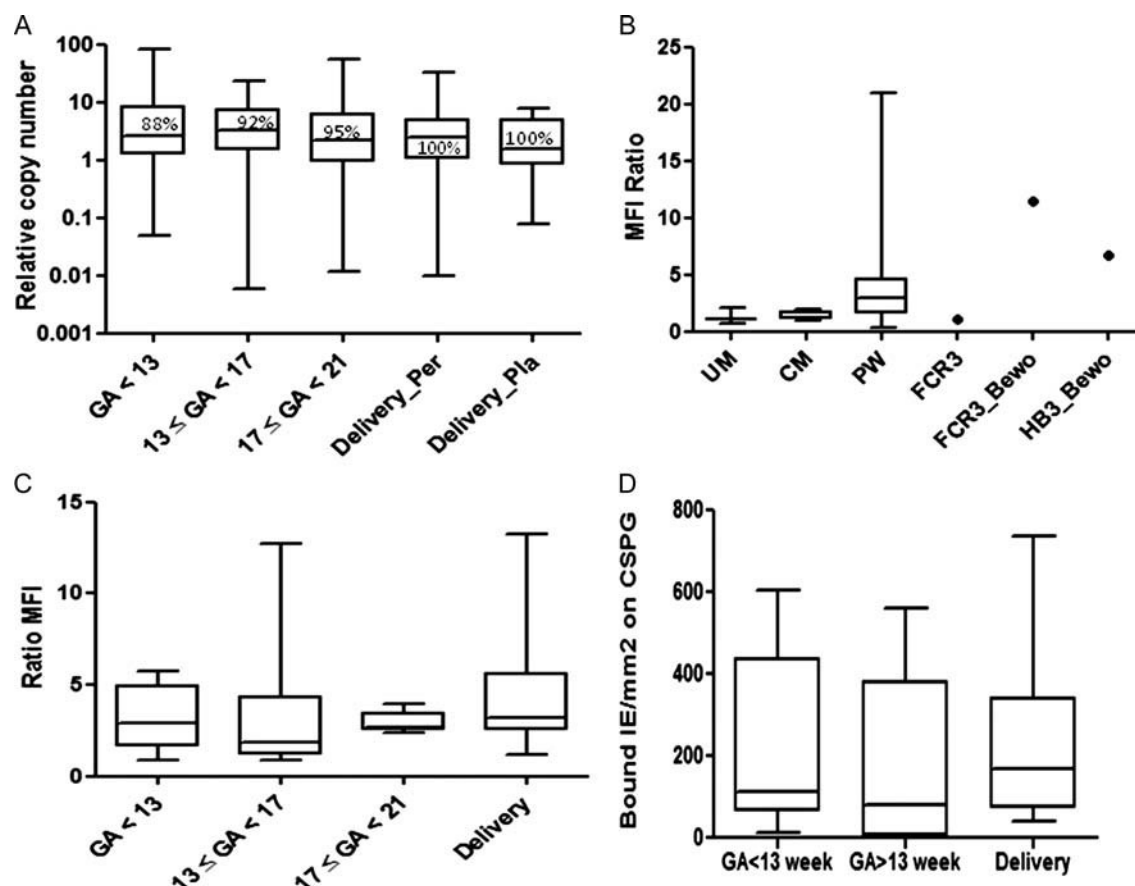 A
Relative copy number
100
10
1
0.1
0.01
0.001
88%
92%
95%
100%
100%
GA < 13
13 ≤ GA < 17
17 ≤ GA < 21
Delivery_Per
Delivery_Pla
B
MFI Ratio
25
20
15
10
5
0
UM
CM
PW
FCR3
FCR3_Bewo
HB3_Bewo
C
Ratio MFI
15
10
5
0
GA < 13
13 ≤ GA < 17
17 ≤ GA < 21
Delivery
D
Bound IE/mm2 on CSPG
800
600
400
200
0
GA<13 week
GA>13 week
Delivery